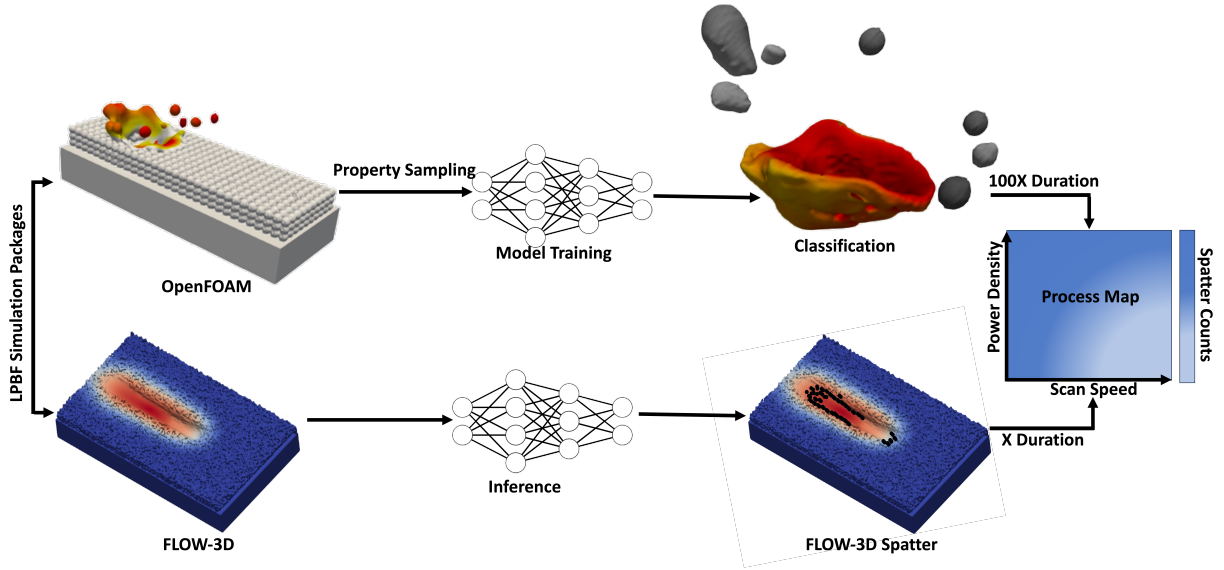 LPBF Simulation Packages
OpenFOAM
Property Sampling
Model Training
Classification
100X Duration
Power Density
Process Map
Scan Speed
Spatter Counts
X Duration
FLOW-3D
Inference
FLOW-3D Spatter